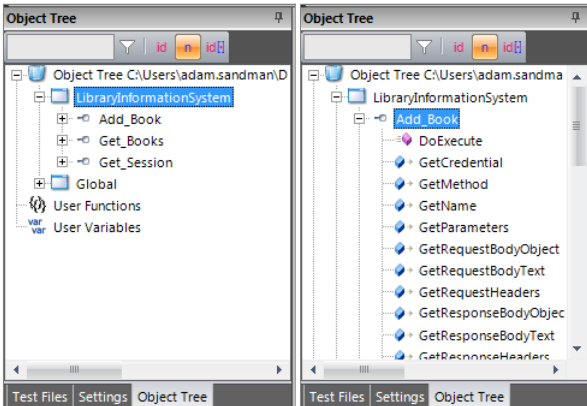 Object Tree
id n id[·]
Object Tree C:\Users\adam.sandman\D
LibraryInformationSystem
Add_Book
Get_Books
Get_Session
Global
User Functions
User Variables
Test Files Settings Object Tree
Object Tree
id n id[·]
Object Tree C:\Users\adam.sandma
LibraryInformationSystem
Add_Book
DoExecute
GetCredential
GetMethod
GetName
GetParameters
GetRequestBodyObject
GetRequestBodyText
GetRequestHeaders
GetResponseBodyObjec
GetResponseBodyText
GetResponseHeaders
Test Files Settings Object Tree